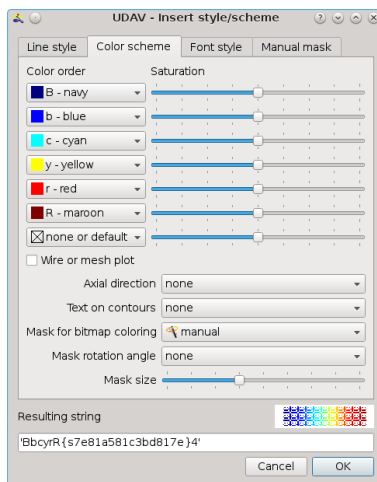 UDAV - Insert style/scheme
Line style Color scheme Font style Manual mask
Color order Saturation
B - navy
b - blue
c - cyan
y - yellow
r - red
R - maroon
none or default
Wire or mesh plot
Axial direction none
Text on contours none
Mask for bitmap coloring manual
Mask rotation angle none
Mask size
Resulting string
'BbcyrR{s7e81a581c3bd817e}4'
Cancel OK